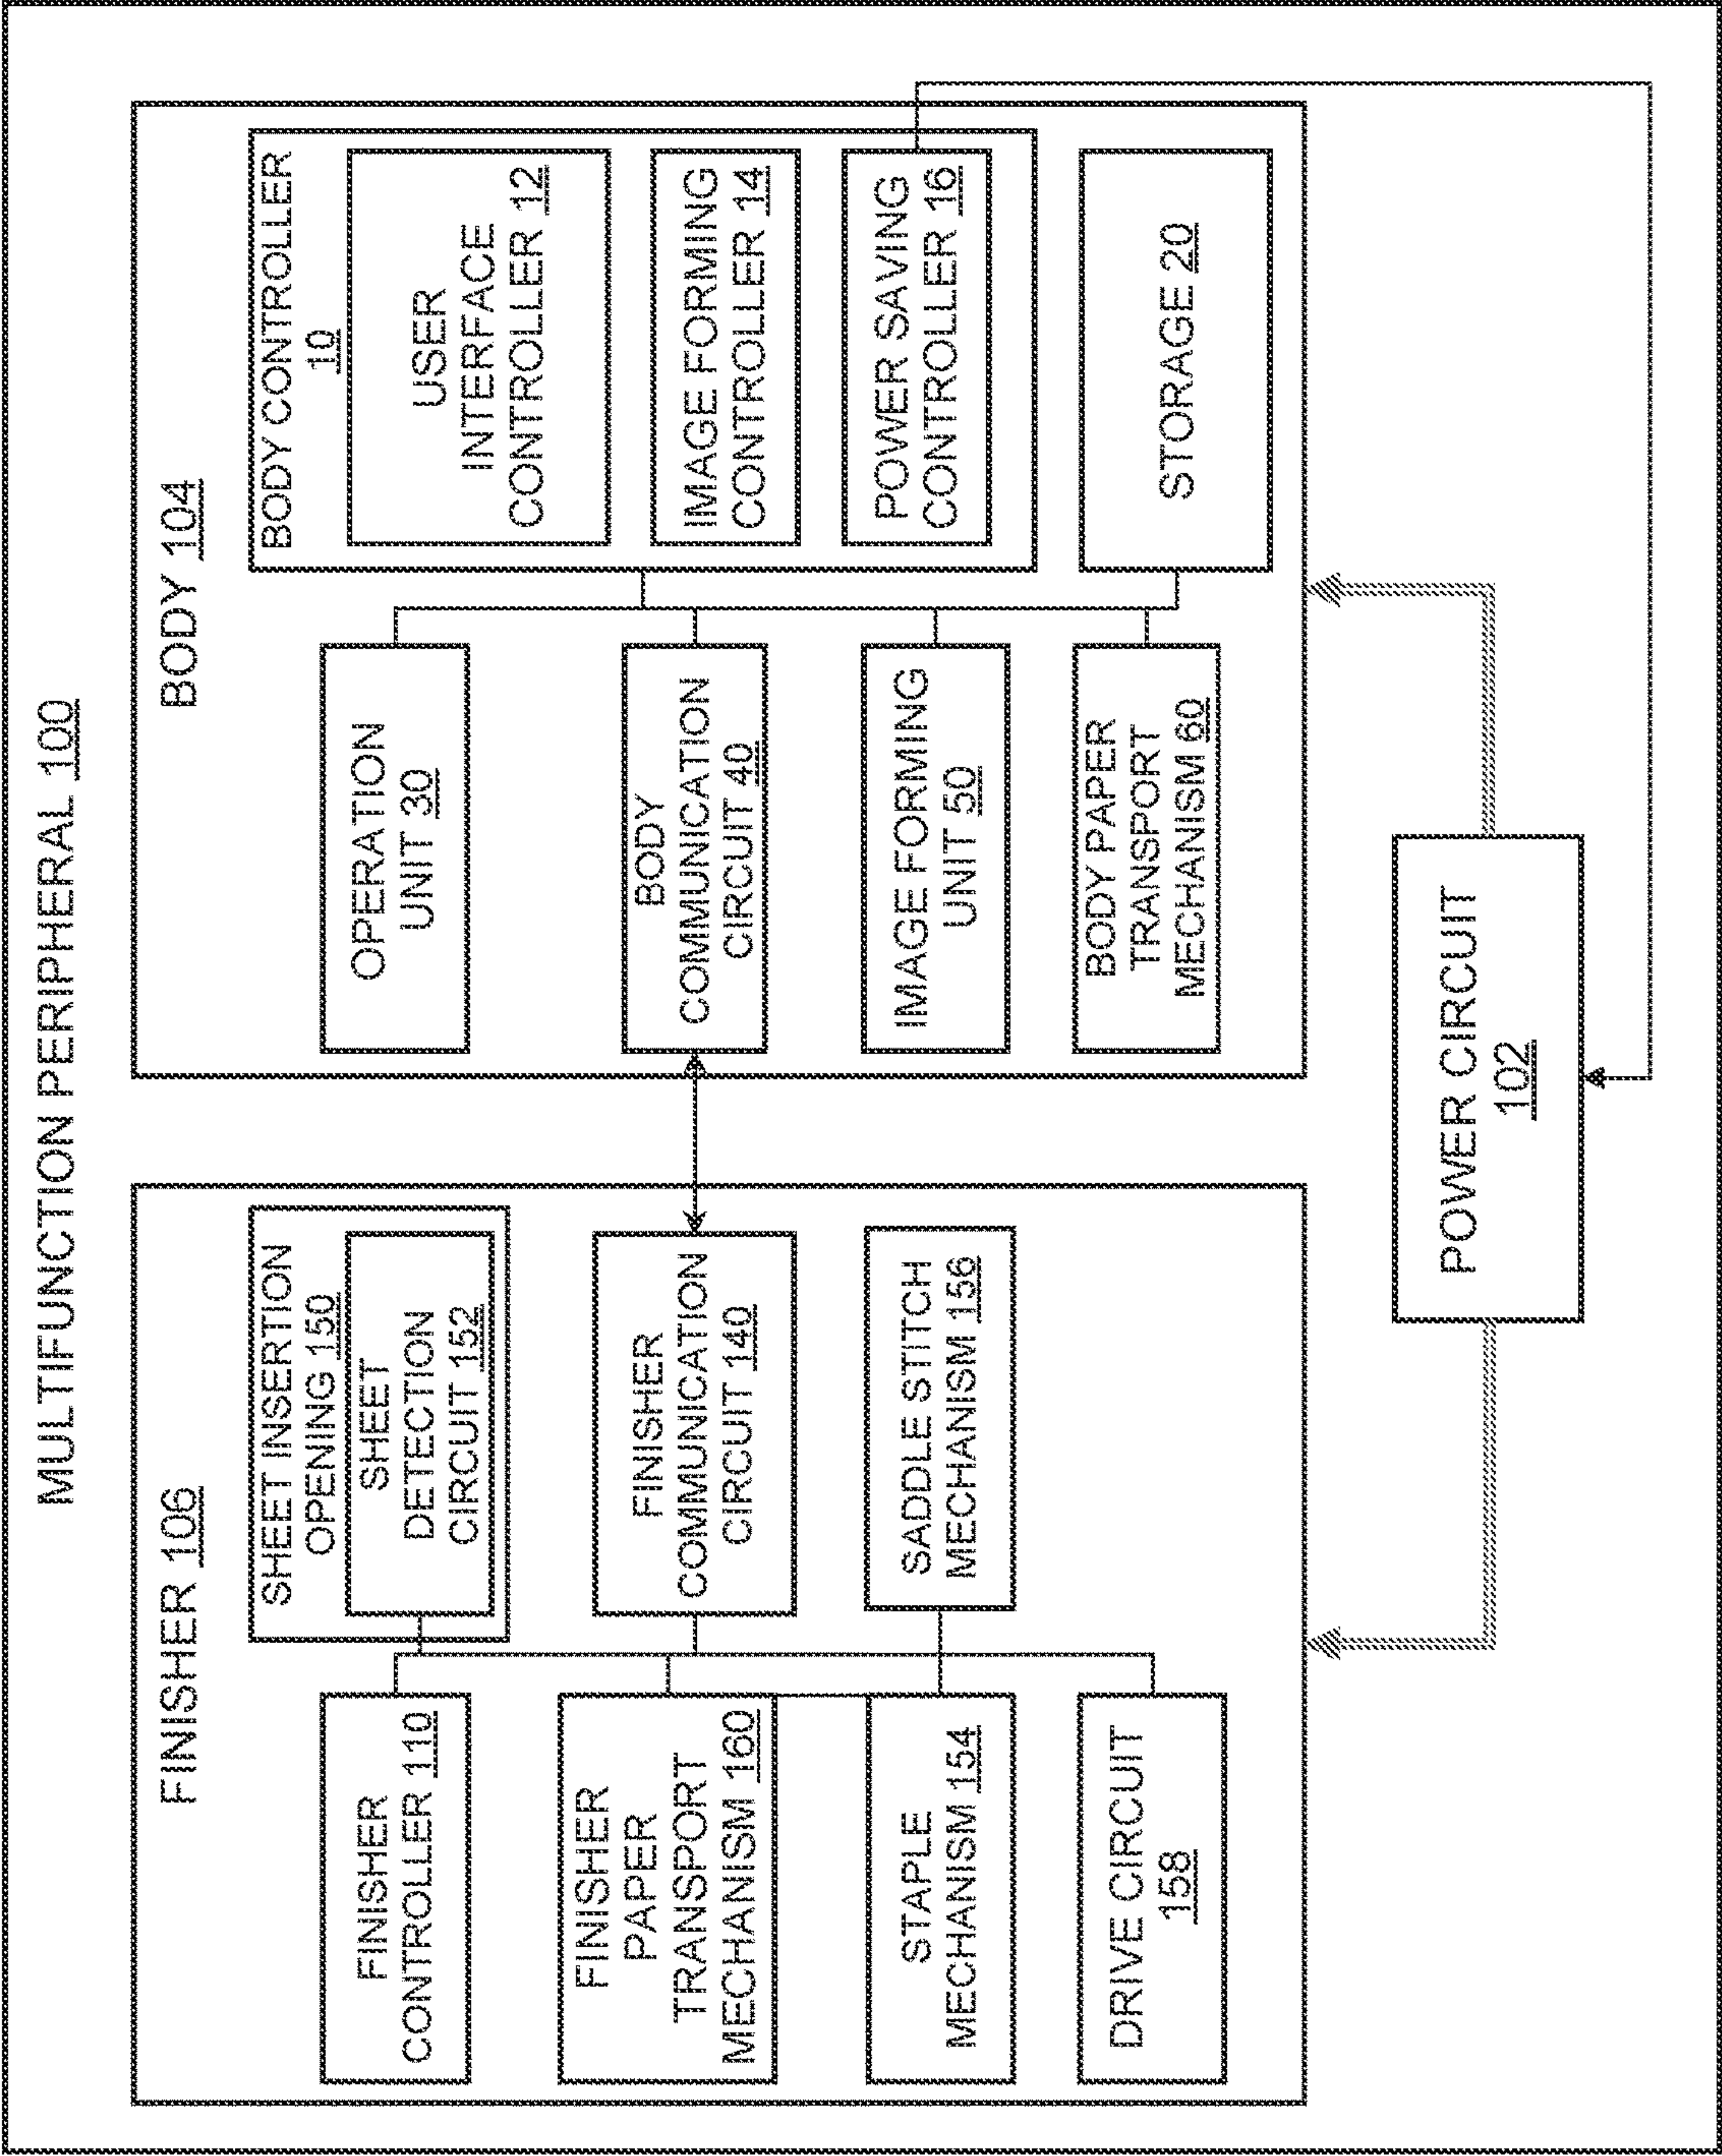 MULTIFUNCTION PERIPHERAL 100
FINISHER 106
FINISHER
CONTROLLER 110
FINISHER
PAPER
TRANSPORT
MECHANISM 160
STAPLE
MECHANISM 154
DRIVE CIRCUIT
158
SHEET INSERTION
OPENING 150
SHEET
DETECTION
CIRCUIT 152
FINISHER
COMMUNICATION
CIRCUIT 140
SADDLE STITCH
MECHANISM 156
BODY 104
OPERATION
UNIT 30
BODY
COMMUNICATION
CIRCUIT 40
IMAGE FORMING
UNIT 50
BODY PAPER
TRANSPORT
MECHANISM 60
BODY CONTROLLER
10
USER
INTERFACE
CONTROLLER 12
IMAGE FORMING
CONTROLLER 14
POWER SAVING
CONTROLLER 16
STORAGE 20
POWER CIRCUIT
102